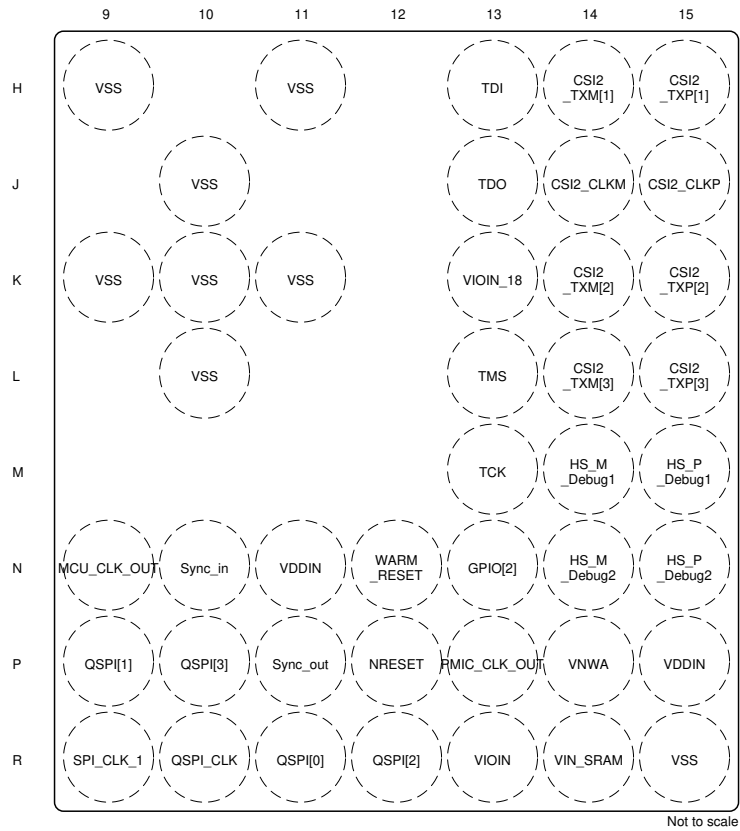 9 10 11 12 13 14 15
H VSS VSS TDI CSI2 _TXM[1] CSI2 _TXP[1]
J VSS TDO CSI2_CLKM CSI2_CLKP
K VSS VSS VSS VIOIN_18 CSI2 _TXM[2] CSI2 _TXP[2]
L VSS TMS CSI2 _TXM[3] CSI2 _TXP[3]
M TCK HS_M _Debug1 HS_P _Debug1
N MCU_CLK_OUT Sync_in VDDIN WARM _RESET GPIO[2] HS_M _Debug2 HS_P _Debug2
P QSPI[1] QSPI[3] Sync_out NRESET PMIC_CLK_OUT VNWA VDDIN
R SPI_CLK_1 QSPI_CLK QSPI[0] QSPI[2] VIOIN VIN_SRAM VSS
Not to scale